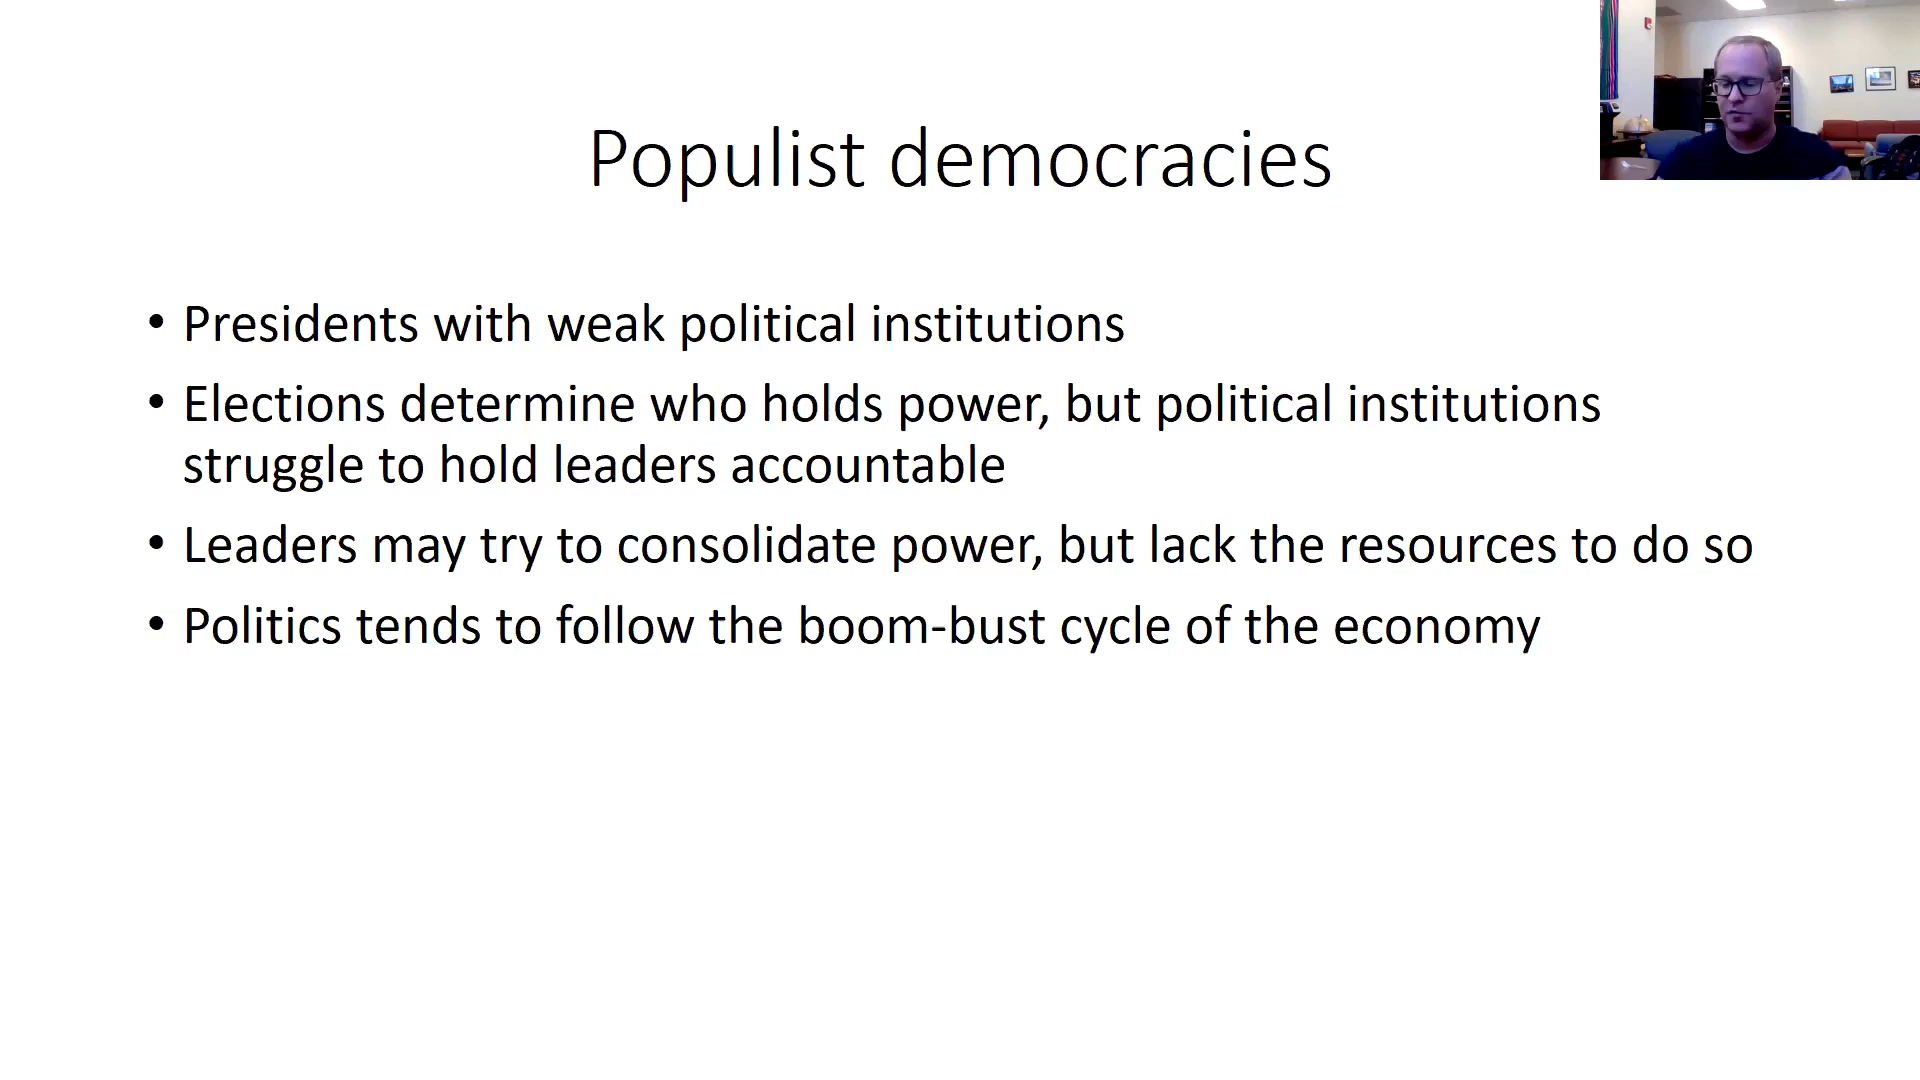 Populist democracies
• Presidents with weak political institutions
• Elections determine who holds power, but political institutions
struggle to hold leaders accountable
• Leaders may try to consolidate power, but lack the resources to do so
• Politics tends to follow the boom-bust cycle of the economy